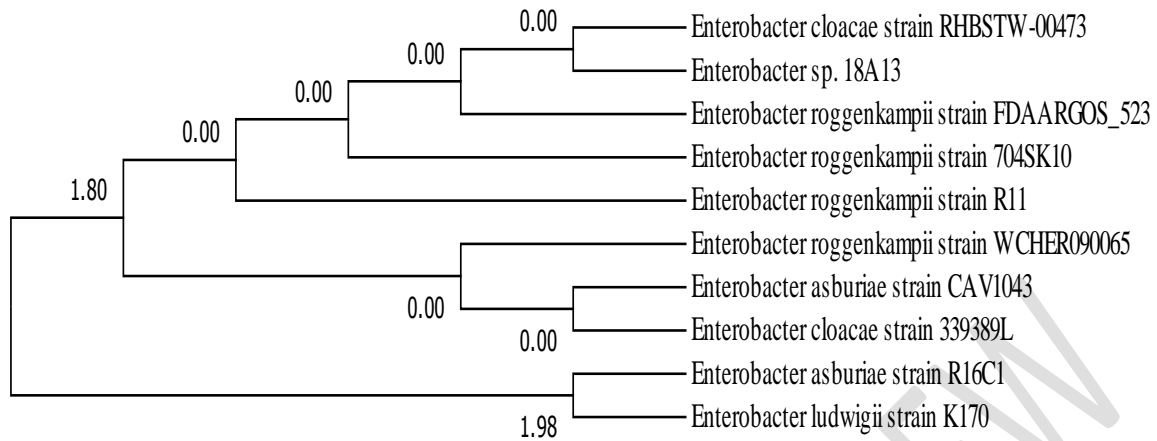 0.00
Enterobacter cloacae strain RHBSTW-00473
0.00
Enterobacter sp. 18A13
0.00
Enterobacter roggenkampii strain FDAARGOS_523
0.00
Enterobacter roggenkampii strain 704SK10
1.80
Enterobacter roggenkampii strain R11
Enterobacter roggenkampii strain WCHER090065
Enterobacter asburiae strain CAV1043
0.00
Enterobacter cloacae strain 339389L
0.00
Enterobacter asburiae strain R16C1
Enterobacter ludwigii strain K170
1.98